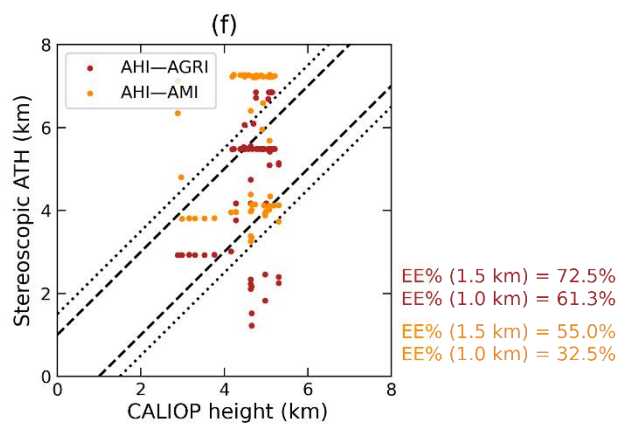 (f)
8
6
4
2
0
Stereoscopic ATH (km)
AHI—AGRI
AHI—AMI
0
2
4
6
8
CALIOP height (km)
EE% (1.5 km) = 72.5%
EE% (1.0 km) = 61.3%
EE% (1.5 km) = 55.0%
EE% (1.0 km) = 32.5%